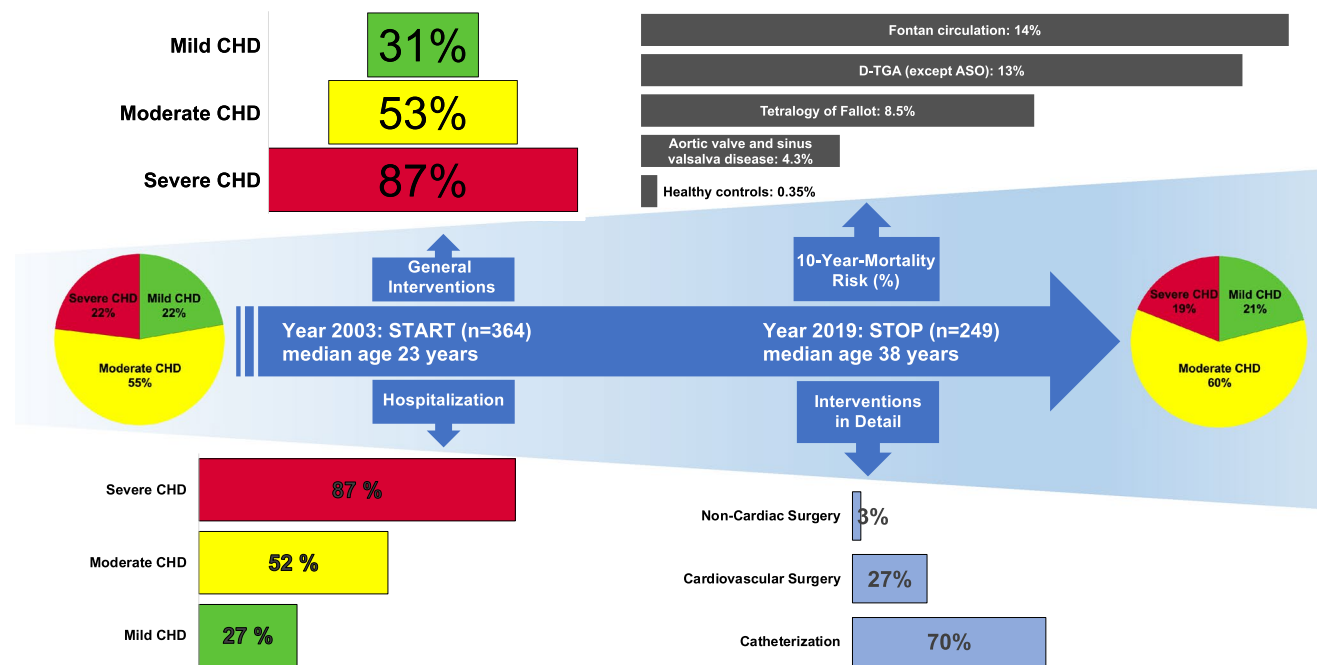 Mild CHD
31%
Moderate CHD
53%
Severe CHD
87%
Fontan circulation: 14%
D-TGA (except ASO): 13%
Tetralogy of Fallot: 8.5%
Aortic valve and sinus
valsalva disease: 4.3%
Healthy controls: 0.35%
General
Interventions
10-Year-Mortality
Risk (%)
Severe CHD
22%
Mild CHD
22%
Moderate CHD
55%
Year 2003: START (n=364)
median age 23 years
Year 2019: STOP (n=249)
median age 38 years
Severe CHD
19%
Mild CHD
21%
Moderate CHD
60%
Hospitalization
Interventions
in Detail
Severe CHD
87 %
Moderate CHD
52 %
Mild CHD
27 %
Non-Cardiac Surgery
3%
Cardiovascular Surgery
27%
Catheterization
70%